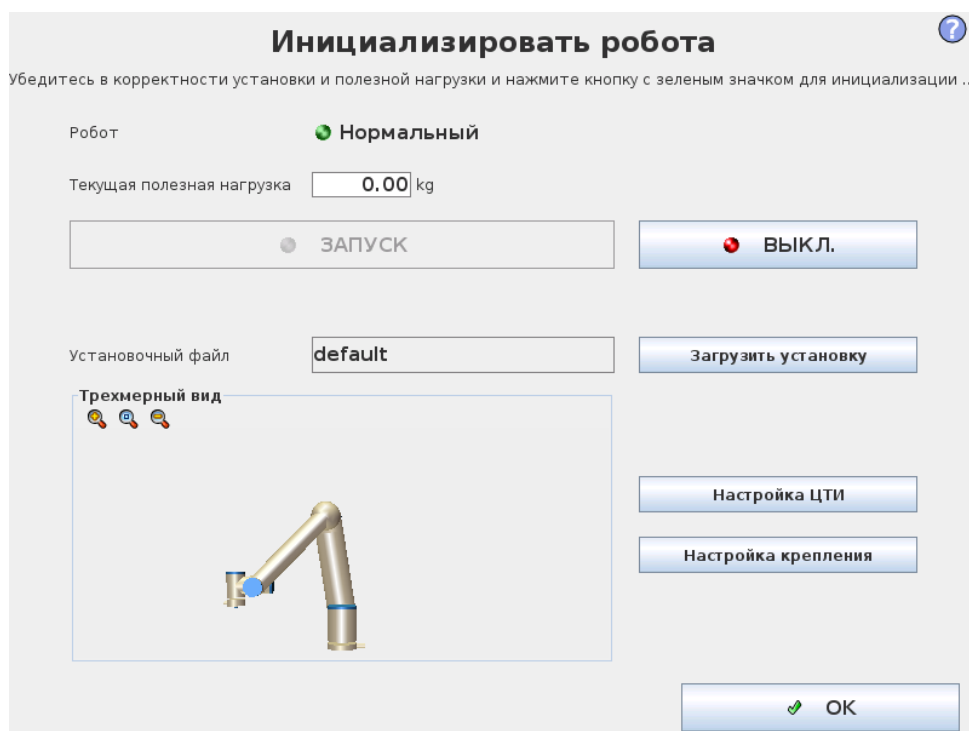 Инициализировать робота
?
Убедитесь в корректности установки и полезной нагрузки и нажмите кнопку с зеленым значком для инициализации ..
Робот Нормальный
Текущая полезная нагрузка 0.00 kg
ЗАПУСК ВЫКЛ.
Установочный файл default Загрузить установку
Трехмерный вид
Настройка ЦТИ
Настройка крепления
OK